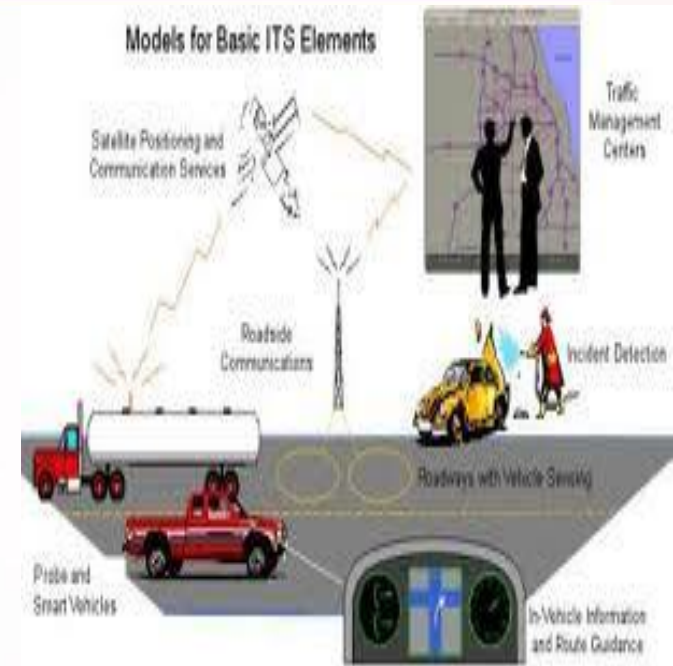 Models for Basic ITS Elements
Satellite Positioning and
Communication Services
Traffic
Management
Centers
Roadside
Communications
Incident Detection
Roadways with Vehicle Sensing
Probe and
Smart Vehicles
In-Vehicle Information
and Route Guidance